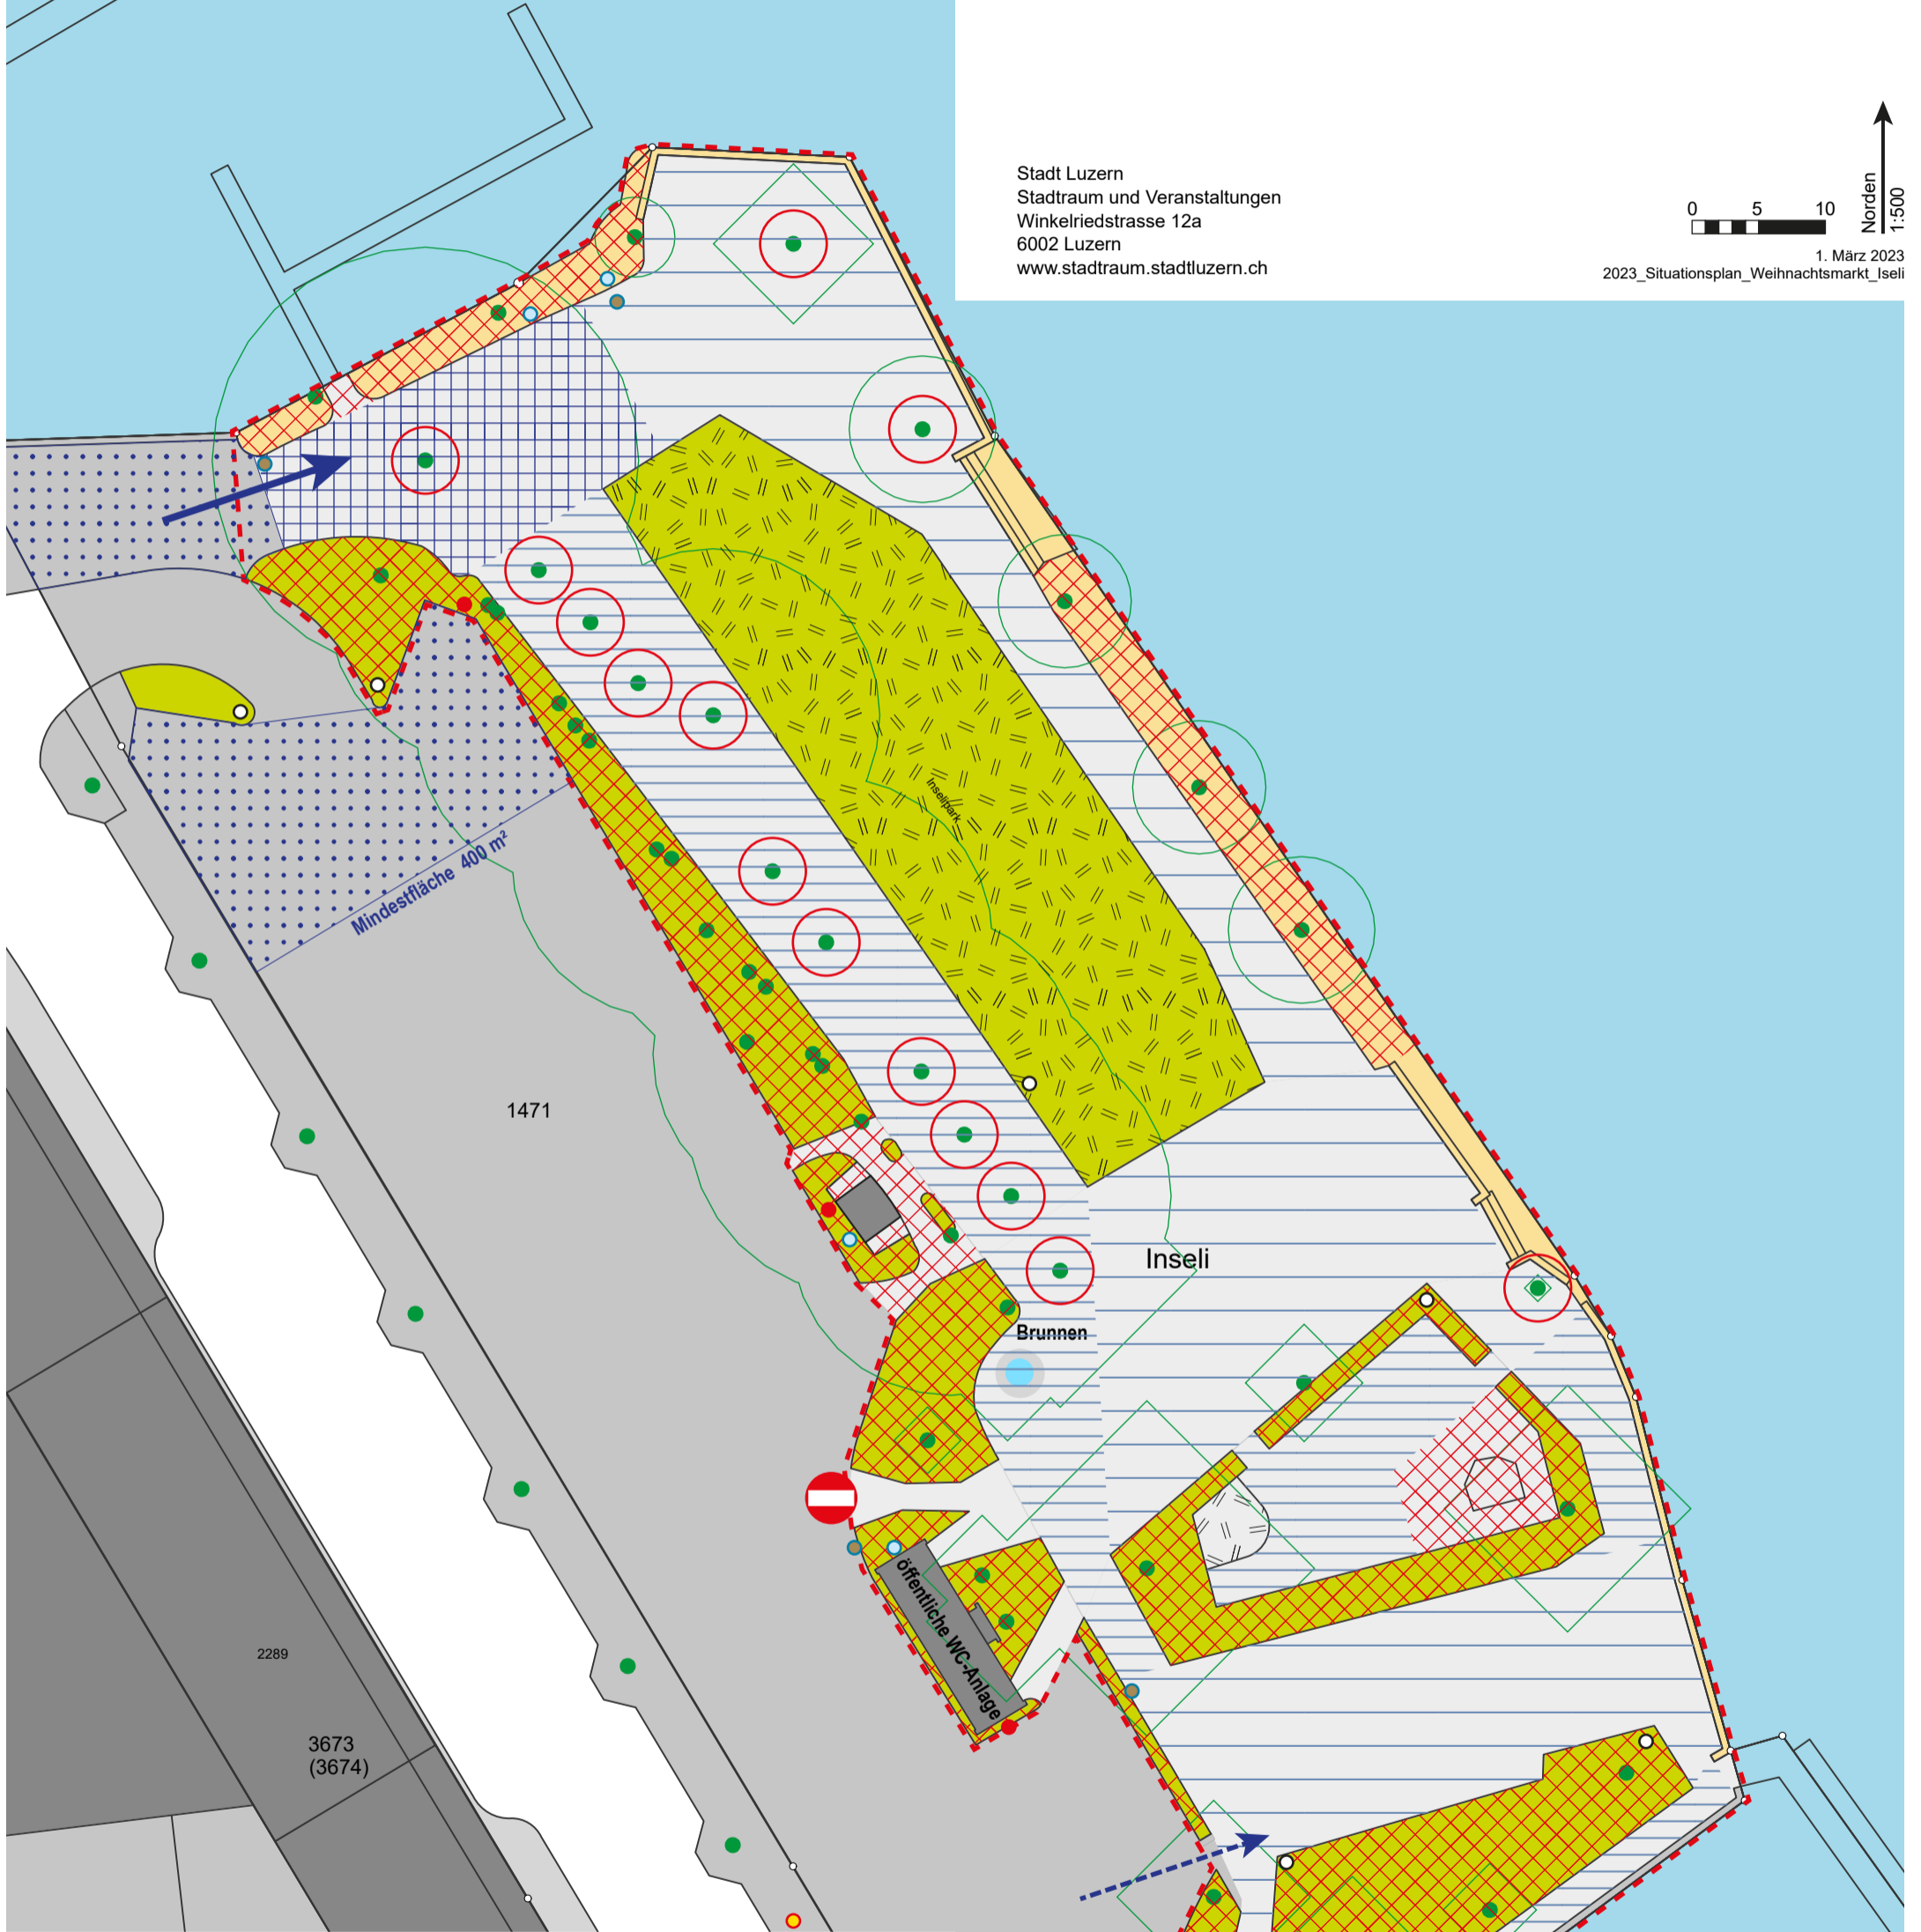 Stadt Luzern
Stadtraum und Veranstaltungen
Winkelriedstrasse 12a
6002 Luzern
www.stadtraum.stadtluzern.ch
0 5 10
Norden
1:500
1. März 2023
2023_Situationsplan_Weihnachtsmarkt_Iseli
Inselipark
Mindestfläche 400 m²
1471
Inseli
Brunnen
öffentliche WC-Anlage
2289
3673
(3674)